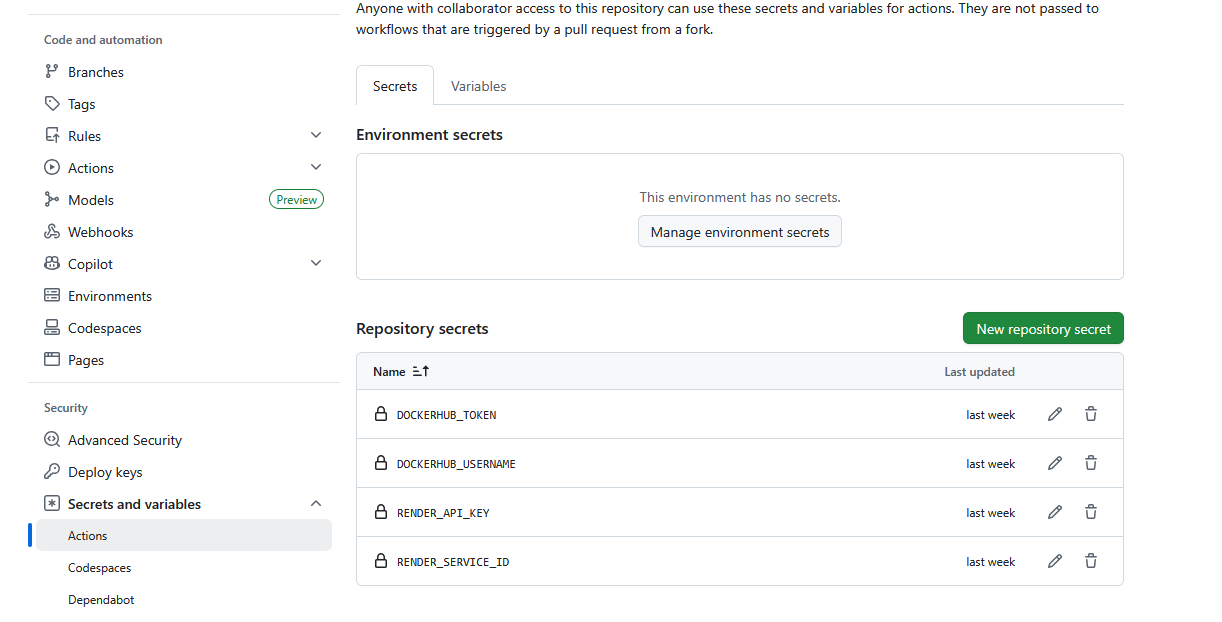 Anyone with collaborator access to this repository can use these secrets and variables for actions. They are not passed to
workflows that are triggered by a pull request from a fork.
Code and automation
Branches
Tags
Rules
Actions
Models Preview
Webhooks
Copilot
Environments
Codespaces
Pages
Security
Advanced Security
Deploy keys
Secrets and variables
Actions
Codespaces
Dependabot
Secrets Variables
Environment secrets
This environment has no secrets.
Manage environment secrets
Repository secrets New repository secret
Name Last updated
DOCKERHUB_TOKEN last week
DOCKERHUB_USERNAME last week
RENDER_API_KEY last week
RENDER_SERVICE_ID last week